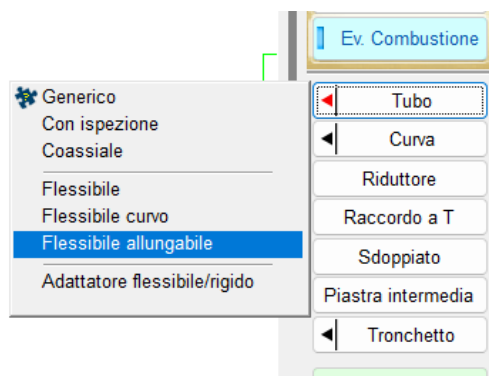 Ev. Combustione
Generico
Con ispezione
Coassiale
Flessibile
Flessibile curvo
Flessibile allungabile
Adattatore flessibile/rigido
Tubo
Curva
Riduttore
Raccordo a T
Sdoppiato
Piastra intermedia
Tronchetto